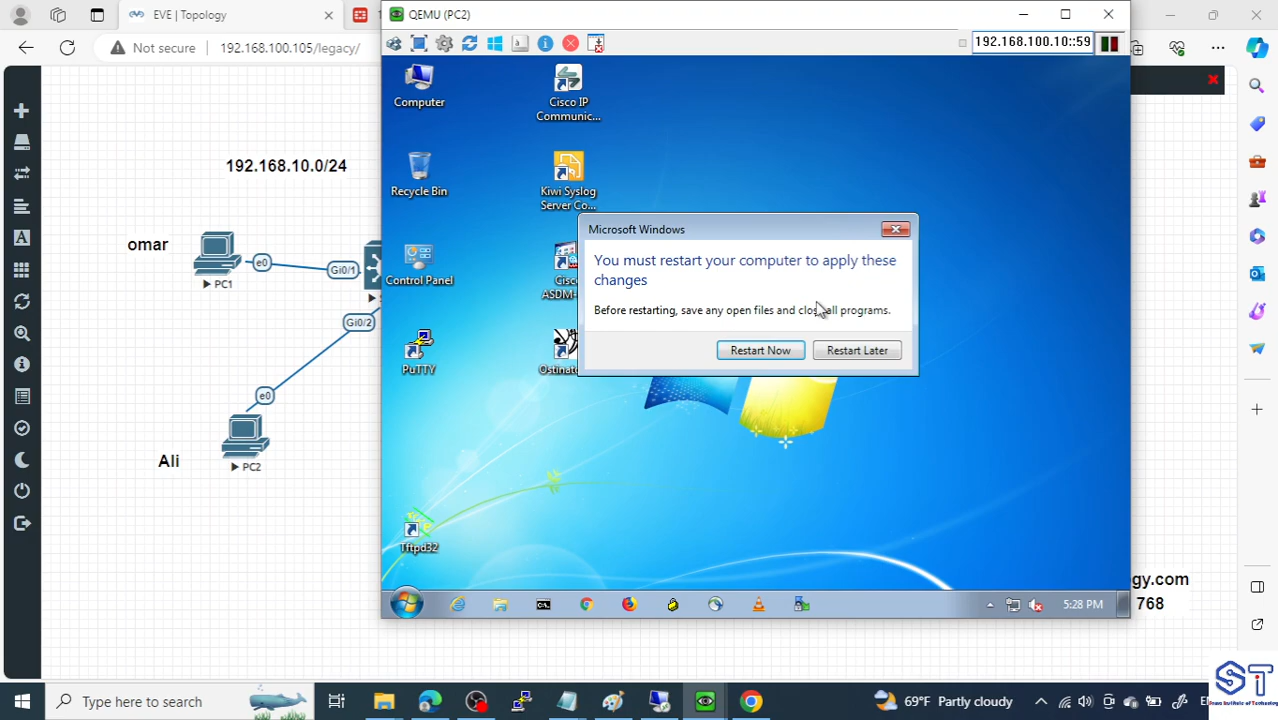 EVE | Topology
QEMU (PC2)
Not secure
192.168.100.105/legacy/
192.168.100.10::59
192.168.10.0/24
omar
e0
Gi0/1
PC1
Gi0/2
e0
Ali
PC2
Computer
Cisco IP
Communic...
Recycle Bin
Kiwi Syslog
Server Co...
Control Panel
Cisco
ASDM-
PuTTY
Tftpd32
Microsoft Windows
You must restart your computer to apply these
changes
Before restarting, save any open files and close all programs.
Restart Now
Restart Later
5:28 PM
gy.com
768
Type here to search
69°F Partly cloudy
ST